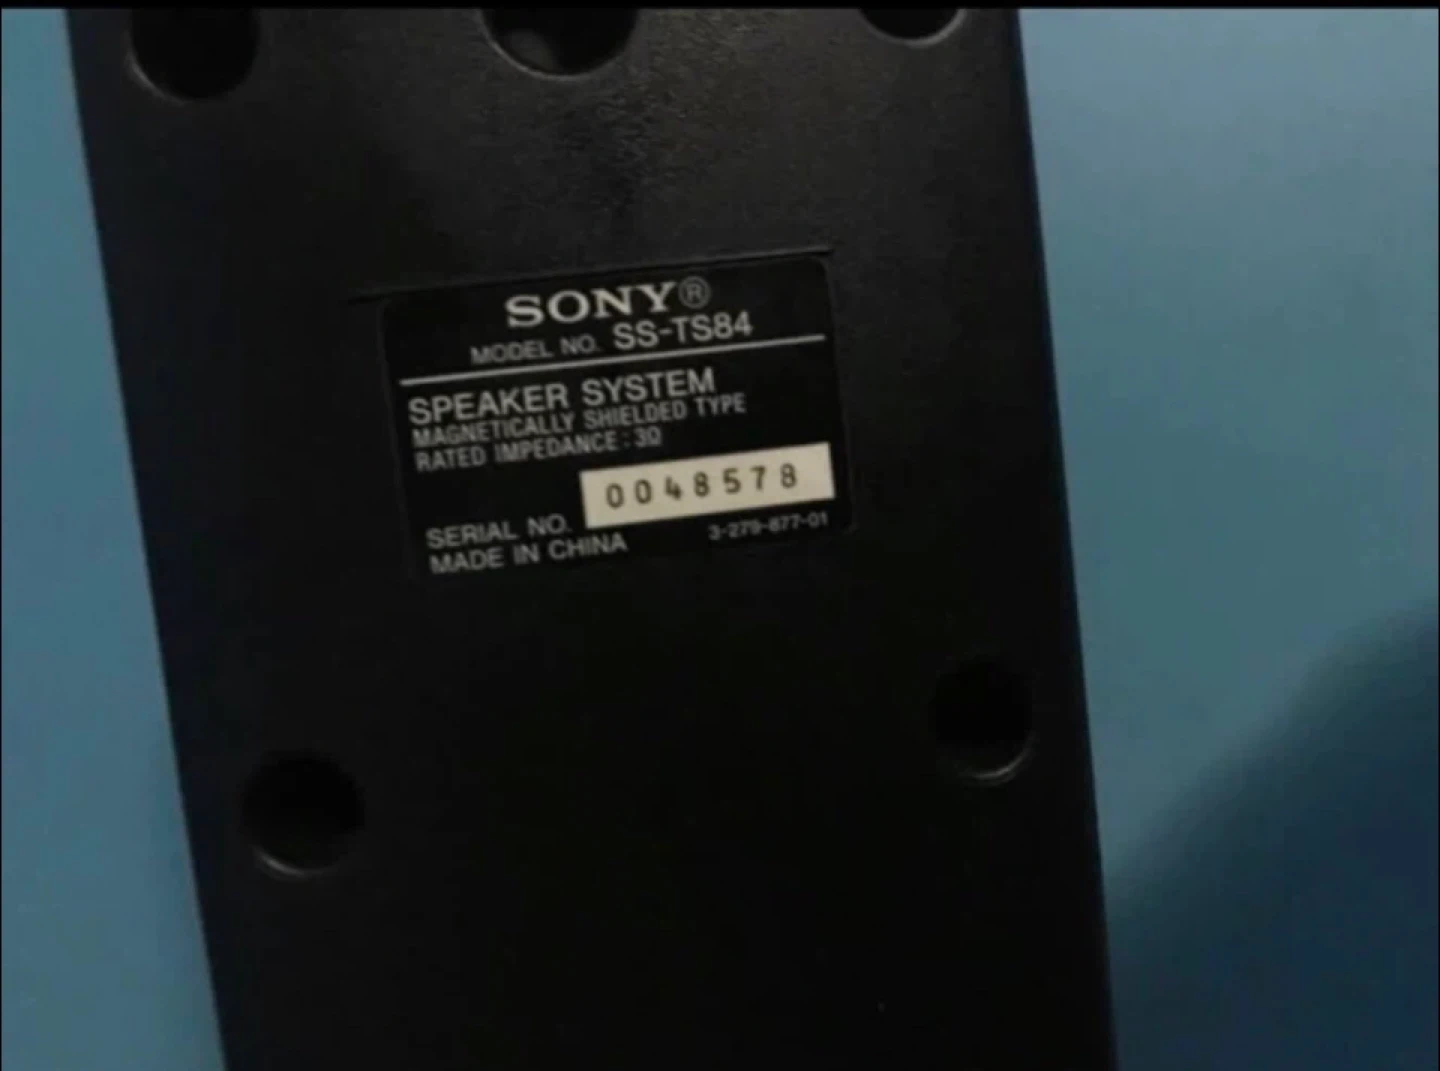 SONY®
MODEL NO. SS-TS84
SPEAKER SYSTEM
MAGNETICALLY SHIELDED TYPE
RATED IMPEDANCE : 3Ω
SERIAL NO. 0048578
MADE IN CHINA 3-279-877-01